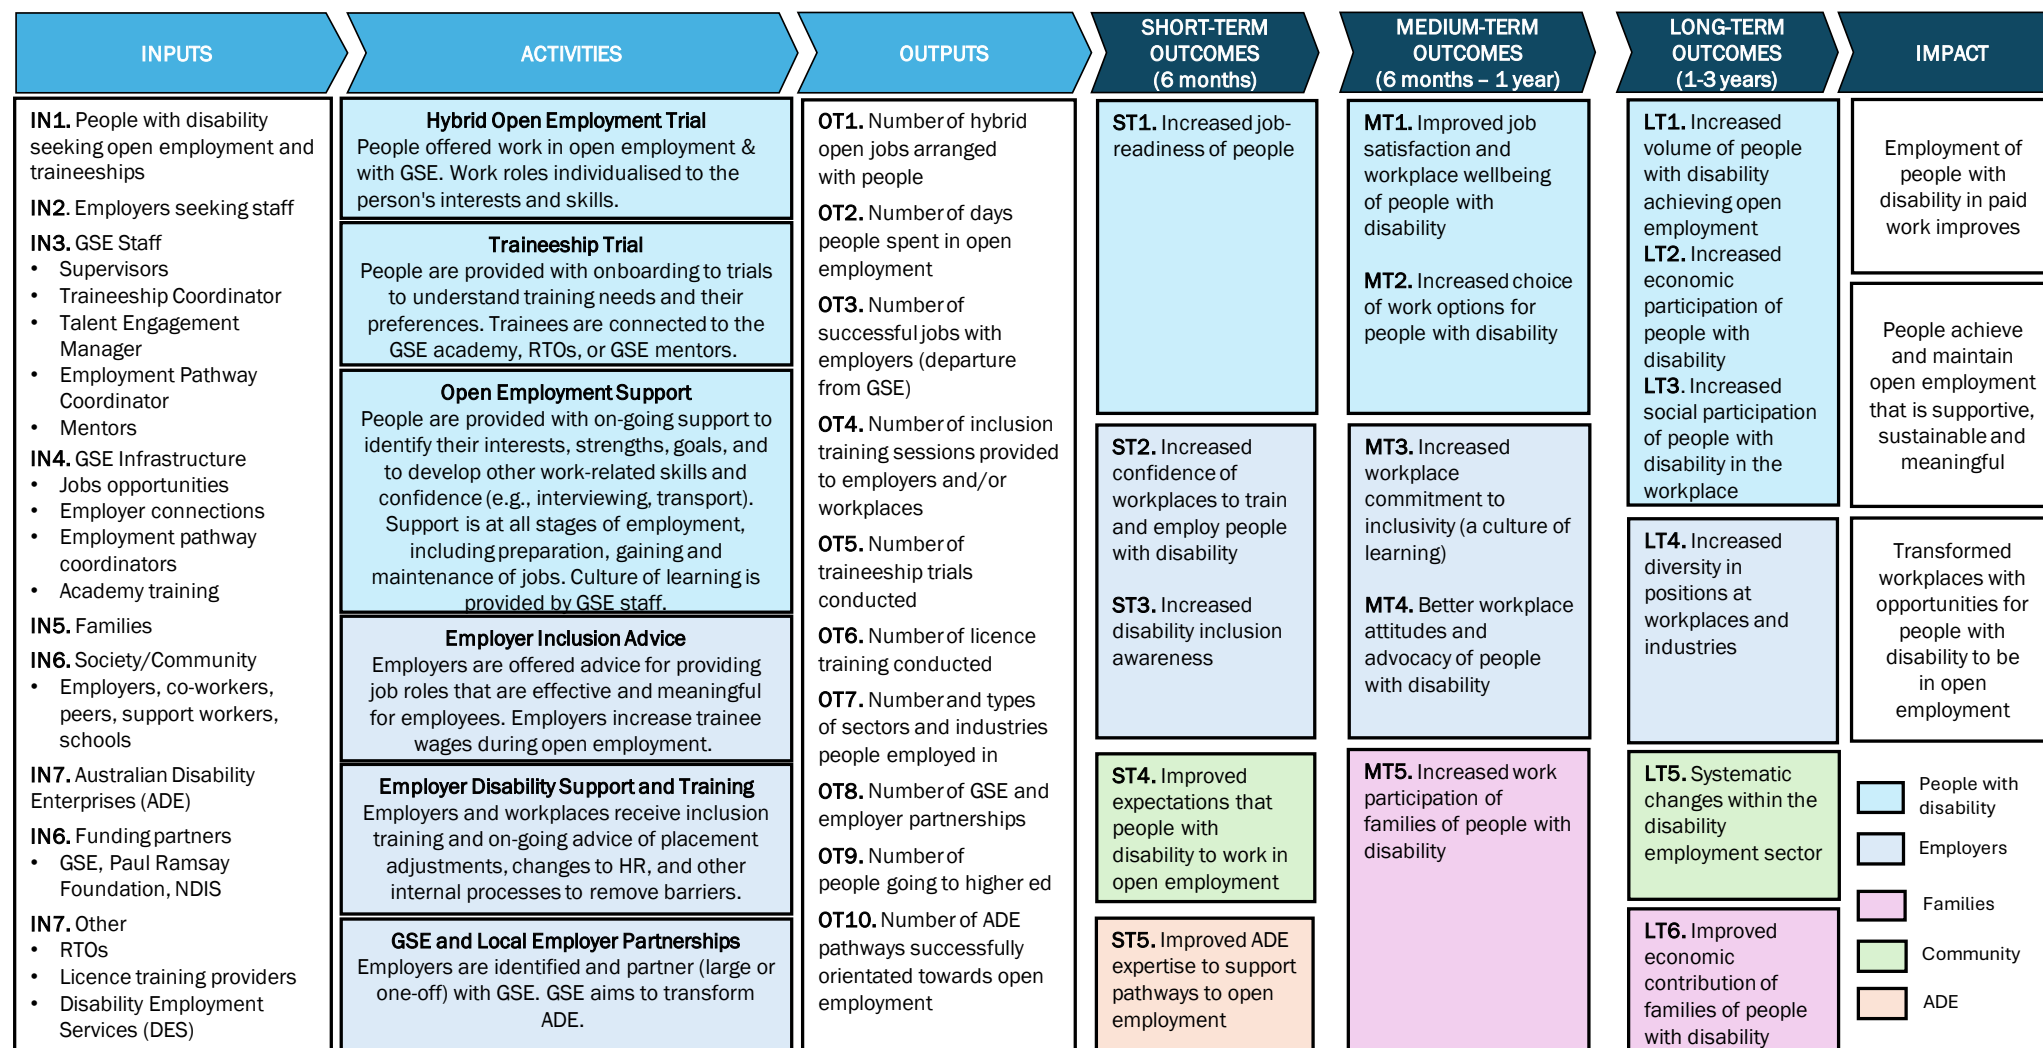 INPUTS
ACTIVITIES
OUTPUTS
SHORT-TERM
OUTCOMES
(6 months)
MEDIUM-TERM
OUTCOMES
(6 months – 1 year)
LONG-TERM
OUTCOMES
(1-3 years)
IMPACT
IN1. People with disability
seeking open employment and
traineeships
IN2. Employers seeking staff
IN3. GSE Staff
• Supervisors
• Traineeship Coordinator
• Talent Engagement
Manager
• Employment Pathway
Coordinator
• Mentors
IN4. GSE Infrastructure
• Jobs opportunities
• Employer connections
• Employment pathway
coordinators
• Academy training
IN5. Families
IN6. Society/Community
• Employers, co-workers,
peers, support workers,
schools
IN7. Australian Disability
Enterprises (ADE)
IN6. Funding partners
• GSE, Paul Ramsay
Foundation, NDIS
IN7. Other
• RTOs
• Licence training providers
• Disability Employment
Services (DES)
Hybrid Open Employment Trial
People offered work in open employment &
with GSE. Work roles individualised to the
person's interests and skills.
Traineeship Trial
People are provided with onboarding to trials
to understand training needs and their
preferences. Trainees are connected to the
GSE academy, RTOs, or GSE mentors.
Open Employment Support
People are provided with on-going support to
identify their interests, strengths, goals, and
to develop other work-related skills and
confidence (e.g., interviewing, transport).
Support is at all stages of employment,
including preparation, gaining and
maintenance of jobs. Culture of learning is
provided by GSE staff.
Employer Inclusion Advice
Employers are offered advice for providing
job roles that are effective and meaningful
for employees. Employers increase trainee
wages during open employment.
Employer Disability Support and Training
Employers and workplaces receive inclusion
training and on-going advice of placement
adjustments, changes to HR, and other
internal processes to remove barriers.
GSE and Local Employer Partnerships
Employers are identified and partner (large or
one-off) with GSE. GSE aims to transform
ADE.
OT1. Number of hybrid
open jobs arranged
with people
OT2. Number of days
people spent in open
employment
OT3. Number of
successful jobs with
employers (departure
from GSE)
OT4. Number of inclusion
training sessions provided
to employers and/or
workplaces
OT5. Number of
traineeship trials
conducted
OT6. Number of licence
training conducted
OT7. Number and types
of sectors and industries
people employed in
OT8. Number of GSE and
employer partnerships
OT9. Number of
people going to higher ed
OT10. Number of ADE
pathways successfully
orientated towards open
employment
ST1. Increased job-
readiness of people
ST2. Increased
confidence of
workplaces to train
and employ people
with disability
ST3. Increased
disability inclusion
awareness
ST4. Improved
expectations that
people with
disability to work in
open employment
ST5. Improved ADE
expertise to support
pathways to open
employment
MT1. Improved job
satisfaction and
workplace wellbeing
of people with
disability
MT2. Increased choice
of work options for
people with disability
MT3. Increased
workplace
commitment to
inclusivity (a culture of
learning)
MT4. Better workplace
attitudes and
advocacy of people
with disability
MT5. Increased work
participation of
families of people with
disability
LT1. Increased
volume of people
with disability
achieving open
employment
LT2. Increased
economic
participation of
people with
disability
LT3. Increased
social participation
of people with
disability in the
workplace
LT4. Increased
diversity in
positions at
workplaces and
industries
LT5. Systematic
changes within the
disability
employment sector
LT6. Improved
economic
contribution of
families of people
with disability
Employment of
people with
disability in paid
work improves
People achieve
and maintain
open employment
that is supportive,
sustainable and
meaningful
Transformed
workplaces with
opportunities for
people with
disability to be
in open
employment
People with
disability
Employers
Families
Community
ADE